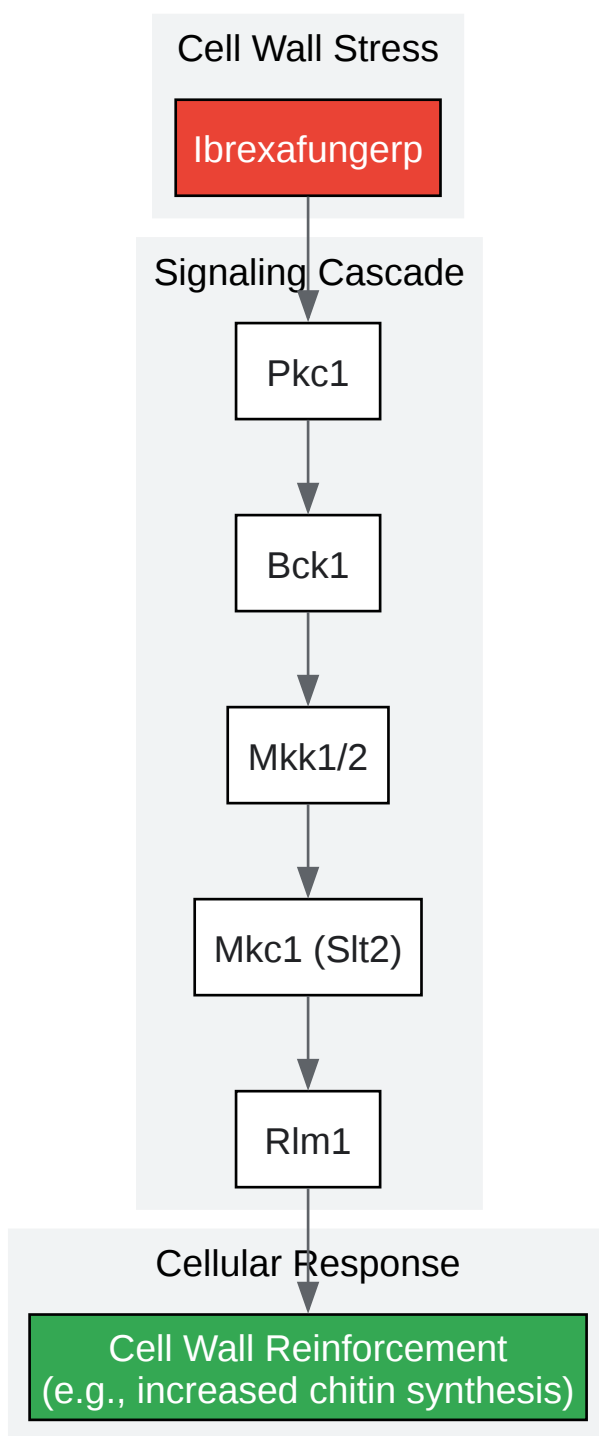 Cell Wall Stress
Ibrexafungerp
Signaling Cascade
Pkc1
Bck1
Mkk1/2
Mkc1 (Slt2)
Rlm1
Cellular Response
Cell Wall Reinforcement
(e.g., increased chitin synthesis)